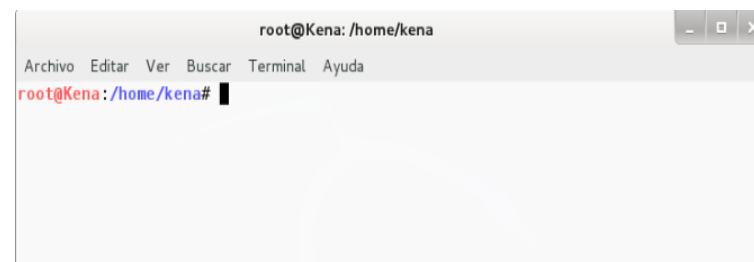 root@Kena: /home/kena
Archivo Editar Ver Buscar Terminal Ayuda
root@Kena:/home/kena#